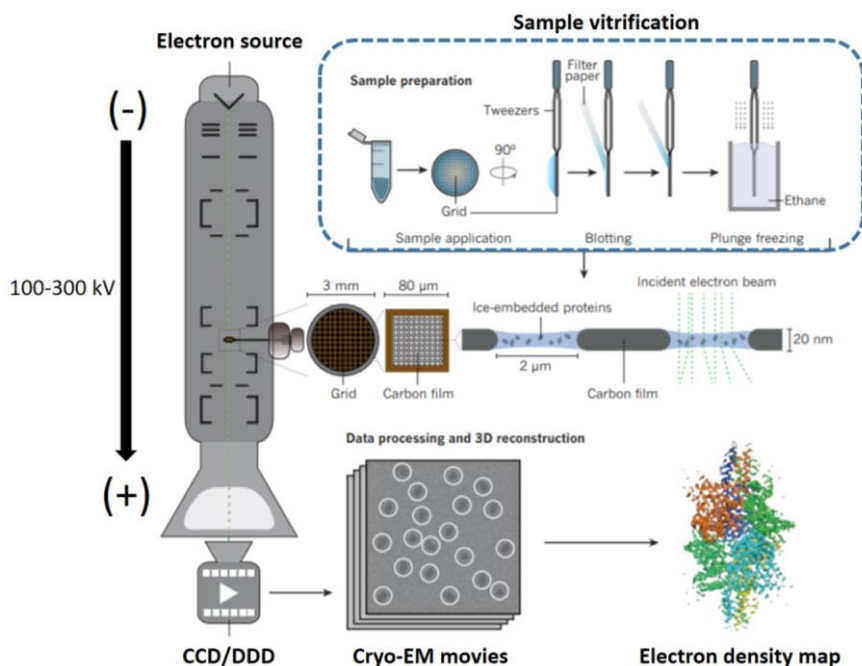 Sample vitrification
Electron source
Sample preparation
Filter
paper
Tweezers
90º
Grid
Ethane
Sample application
Blotting
Plunge freezing
(-)
100-300 kV
(+)
3 mm
80 µm
Incident electron beam
Ice-embedded proteins
20 nm
2 µm
Grid
Carbon film
Carbon film
Data processing and 3D reconstruction
CCD/DDD
Cryo-EM movies
Electron density map